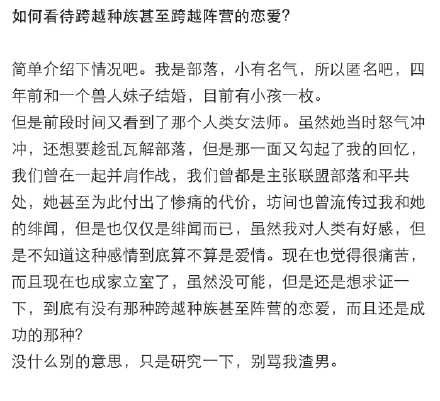 如何看待跨越种族甚至跨越阵营的恋爱？
简单介绍下情况吧。我是部落，小有名气，所以匿名吧，四
年前和一个兽人妹子结婚，目前有小孩一枚。
但是前段时间又看到了那个人类女法师。虽然她当时怒气冲
冲，还想要趁乱瓦解部落，但是那一面又勾起了我的回忆，
我们曾在一起并肩作战，我们曾都是主张联盟部落和平共
处，她甚至为此付出了惨痛的代价，坊间也曾流传过我和她
的绯闻，但是也仅仅是绯闻而已，虽然我对人类有好感，但
是不知道这种感情到底算不算是爱情。现在也觉得很痛苦，
而且现在也成家立室了，虽然没可能，但是还是想求证一
下，到底有没有那种跨越种族甚至阵营的恋爱，而且还是成
功的那种？
没什么别的意思，只是研究一下，别骂我渣男。